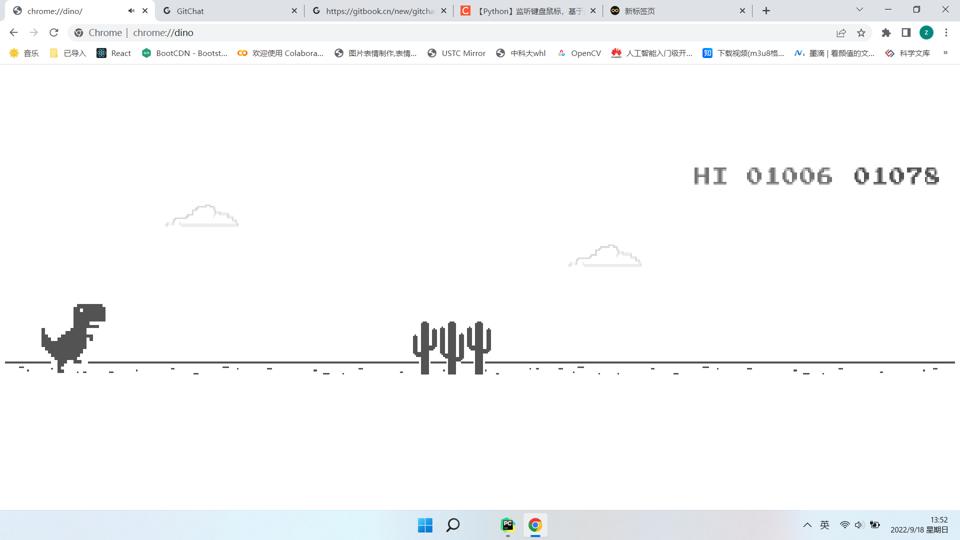 chrome://dino/
GitChat
https://gitbook.cn/new/gitcha
【Python】监听键盘鼠标，基于
新标签页
Chrome | chrome://dino
音乐
已导入
React
BootCDN - Bootst...
欢迎使用 Colabora...
图片表情制作,表情...
USTC Mirror
中科大whl
OpenCV
人工智能入门极开...
下载视频(m3u8格...
墨滴 | 看颜值的文...
科学文库
HI 01006 01078
英
13:52
2022/9/18 星期日